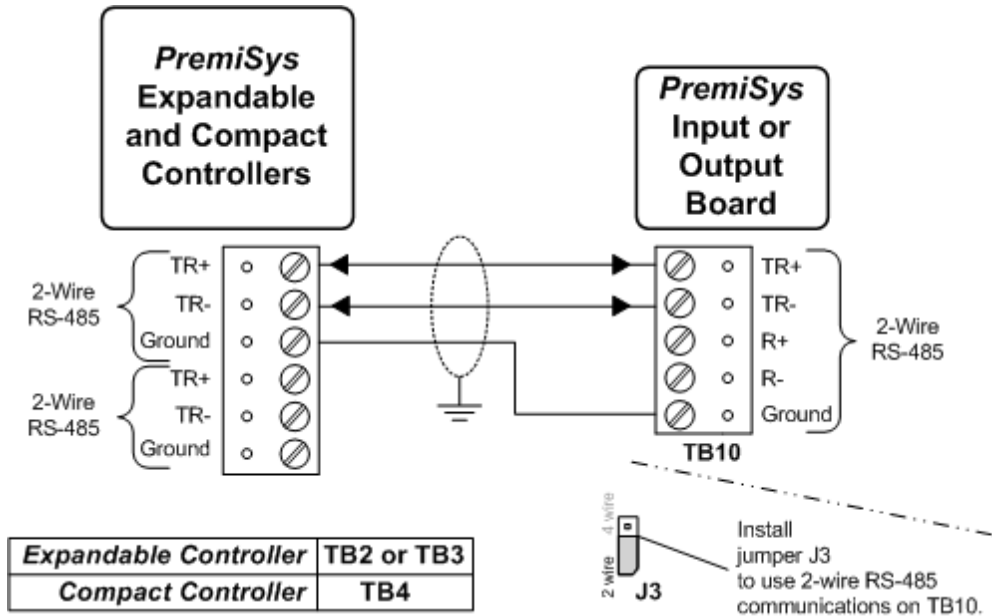 PremiSys
Expandable
and Compact
Controllers
PremiSys
Input or
Output
Board
2-Wire
RS-485
TR+
TR-
Ground
2-Wire
RS-485
TR+
TR-
Ground
TR+
TR-
R+
R-
Ground
2-Wire
RS-485
TB10
Expandable Controller TB2 or TB3
Compact Controller TB4
2 wire 4 wire
J3
Install
jumper J3
to use 2-wire RS-485
communications on TB10.